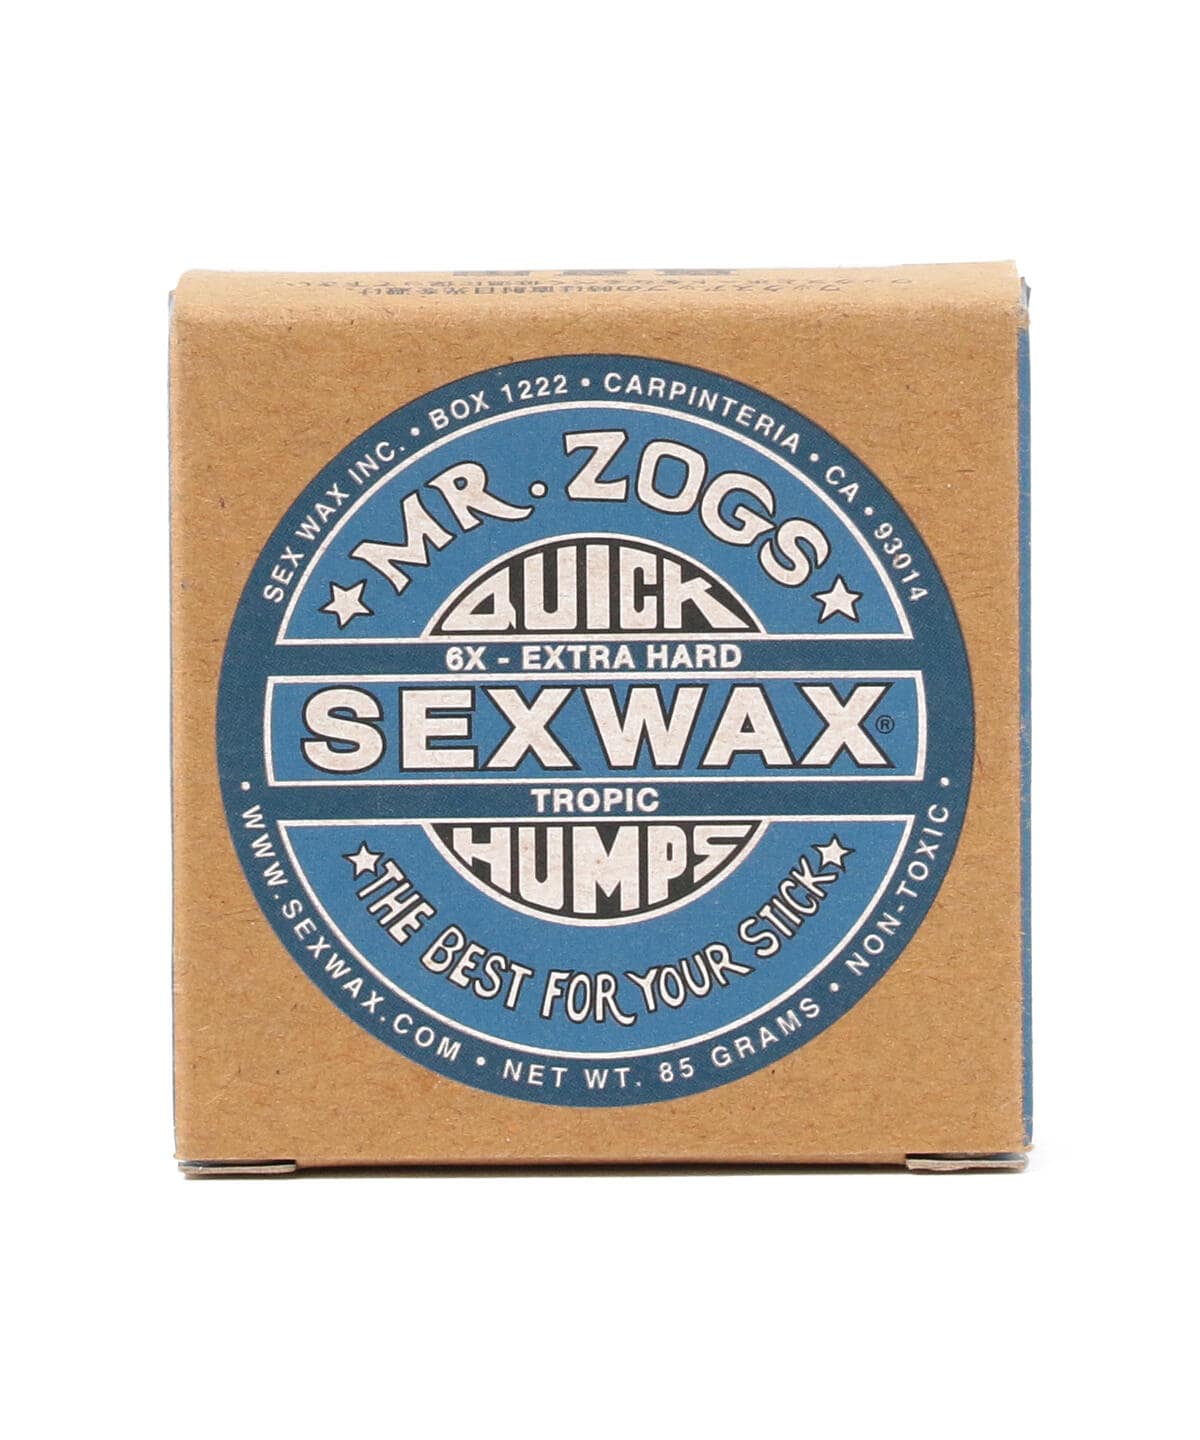 SEX WAX INC. • BOX 1222 • CARPINTERIA • CA • 93014
MR. ZOGS
QUICK
6X - EXTRA HARD
SEXWAX®
TROPIC
HUMPS
THE BEST FOR YOUR STICK
• WWW.SEXWAX.COM • NET WT. 85 GRAMS • NON-TOXIC •